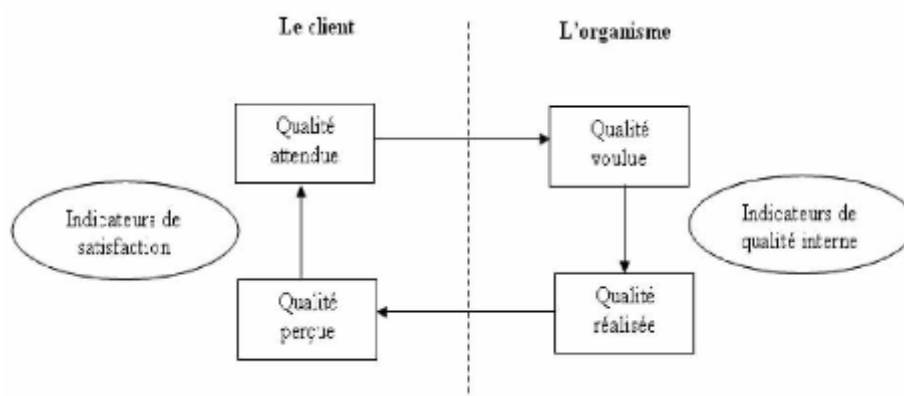 Le client
L'organisme
Qualité
attendue
Qualité
voulue
Indicateurs de
satisfaction
Indicateurs de
qualité interne
Qualité
perçue
Qualité
réalisée